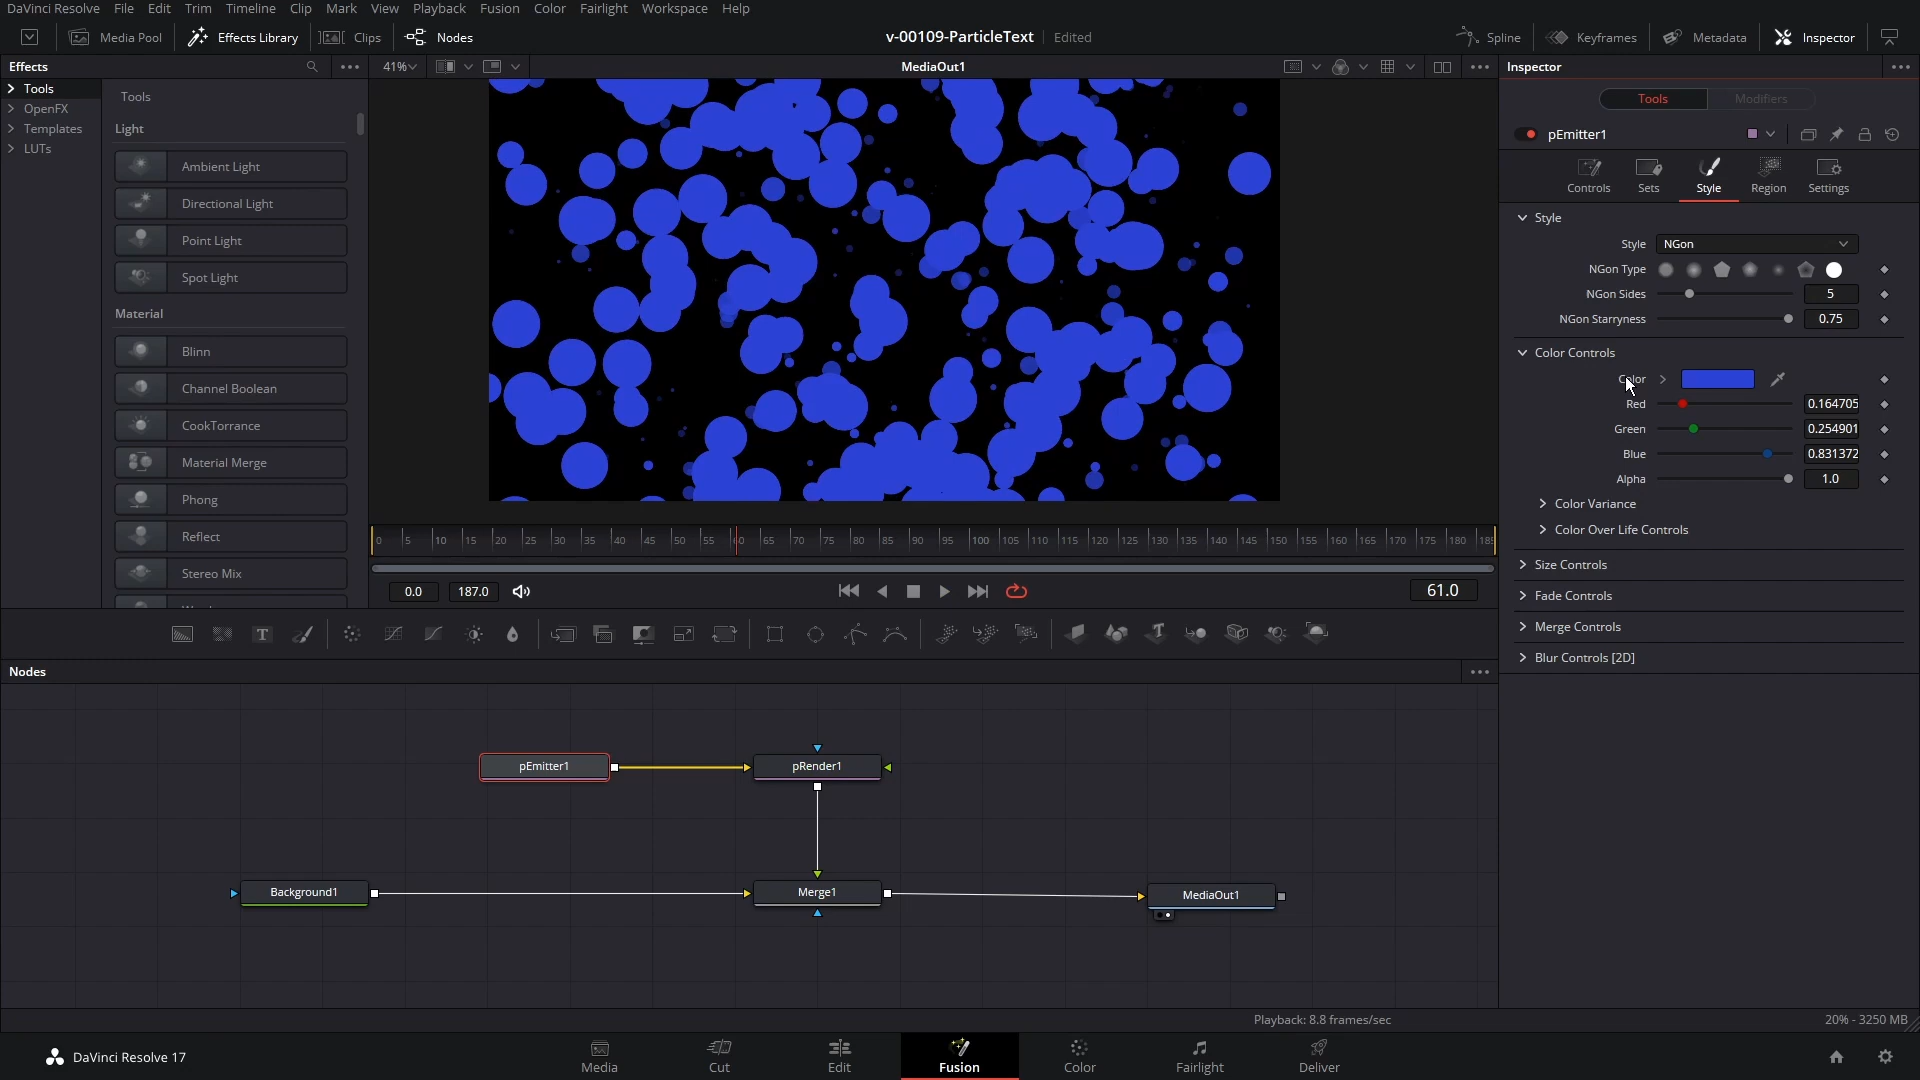 DaVinci Resolve File Edit Trim Timeline Clip Mark View Playback Fusion Color Fairlight Workspace Help
Media Pool Effects Library Clips Nodes v-00109-ParticleText Edited Spline Keyframes Metadata Inspector
Effects 41% MediaOut1 Inspector
Tools
OpenFX
Templates
LUTs
Tools
Light
Ambient Light
Directional Light
Point Light
Spot Light
Material
Blinn
Channel Boolean
CookTorrance
Material Merge
Phong
Reflect
Stereo Mix
0 5 10 15 20 25 30 35 40 45 50 55 60 65 70 75 80 85 90 95 100 105 110 115 120 125 130 135 140 145 150 155 160 165 170 175 180 185
0.0 187.0 61.0
T
Tools Modifiers
pEmitter1
Controls Sets Style Region Settings
Style
Style NGon
NGon Type
NGon Sides 5
NGon Starryness 0.75
Color Controls
Color
Red 0.164705
Green 0.254901
Blue 0.831372
Alpha 1.0
Color Variance
Color Over Life Controls
Size Controls
Fade Controls
Merge Controls
Blur Controls [2D]
Nodes
pEmitter1 pRender1
Background1 Merge1 MediaOut1
Playback: 8.8 frames/sec 20% - 3250 MB
DaVinci Resolve 17 Media Cut Edit Fusion Color Fairlight Deliver